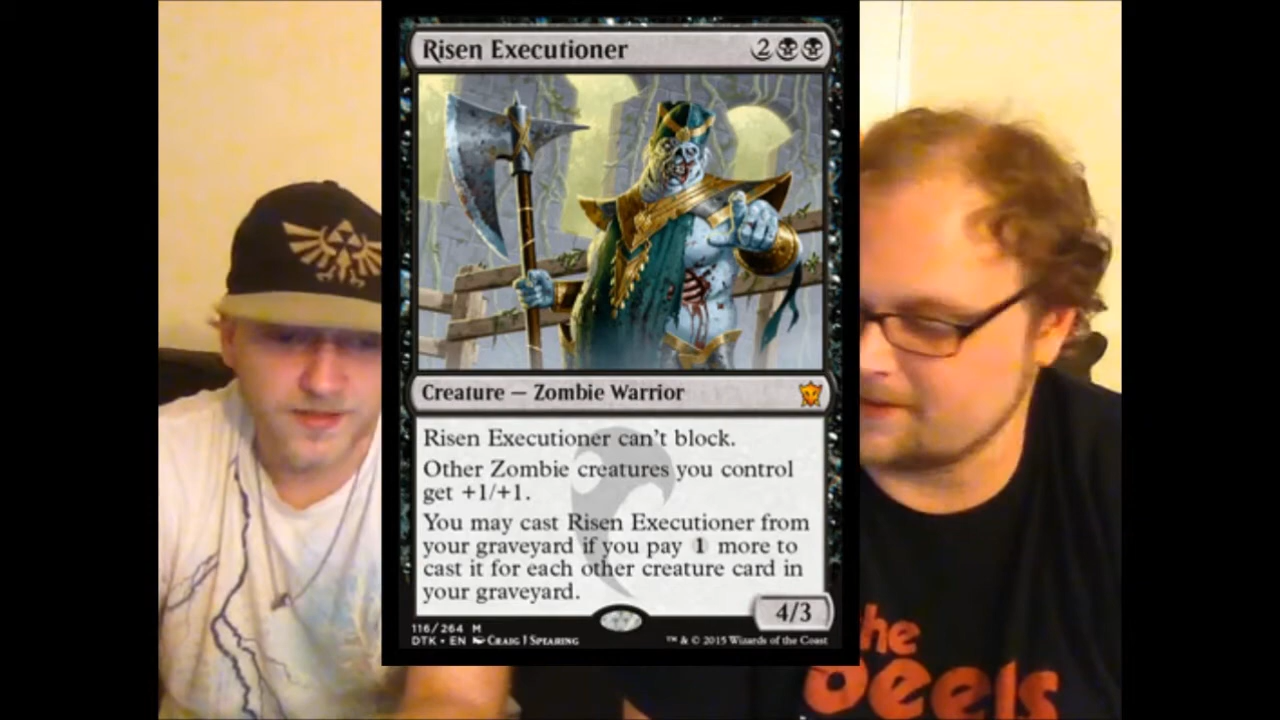 Risen Executioner 2
Creature — Zombie Warrior
Risen Executioner can't block.
Other Zombie creatures you control
get +1/+1.
You may cast Risen Executioner from
your graveyard if you pay 1 more to
cast it for each other creature card in
your graveyard.
4/3
116/264 M
DTK • EN CRAIG J SPEARING
™ & © 2015 Wizards of the Coast
the
Deels